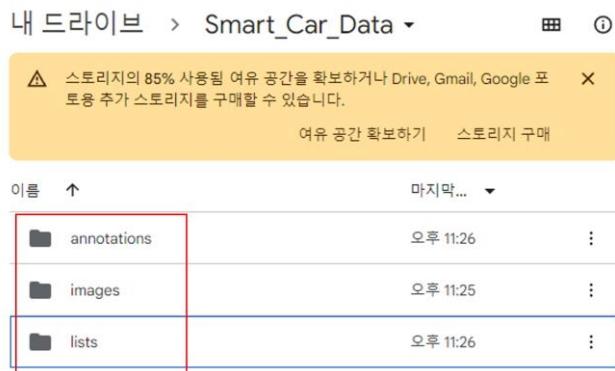 내 드라이브 > Smart_Car_Data
스토리지의 85% 사용됨 여유 공간을 확보하거나 Drive, Gmail, Google 포
토용 추가 스토리지를 구매할 수 있습니다.
여유 공간 확보하기 스토리지 구매
이름 마지막...
annotations 오후 11:26
images 오후 11:25
lists 오후 11:26